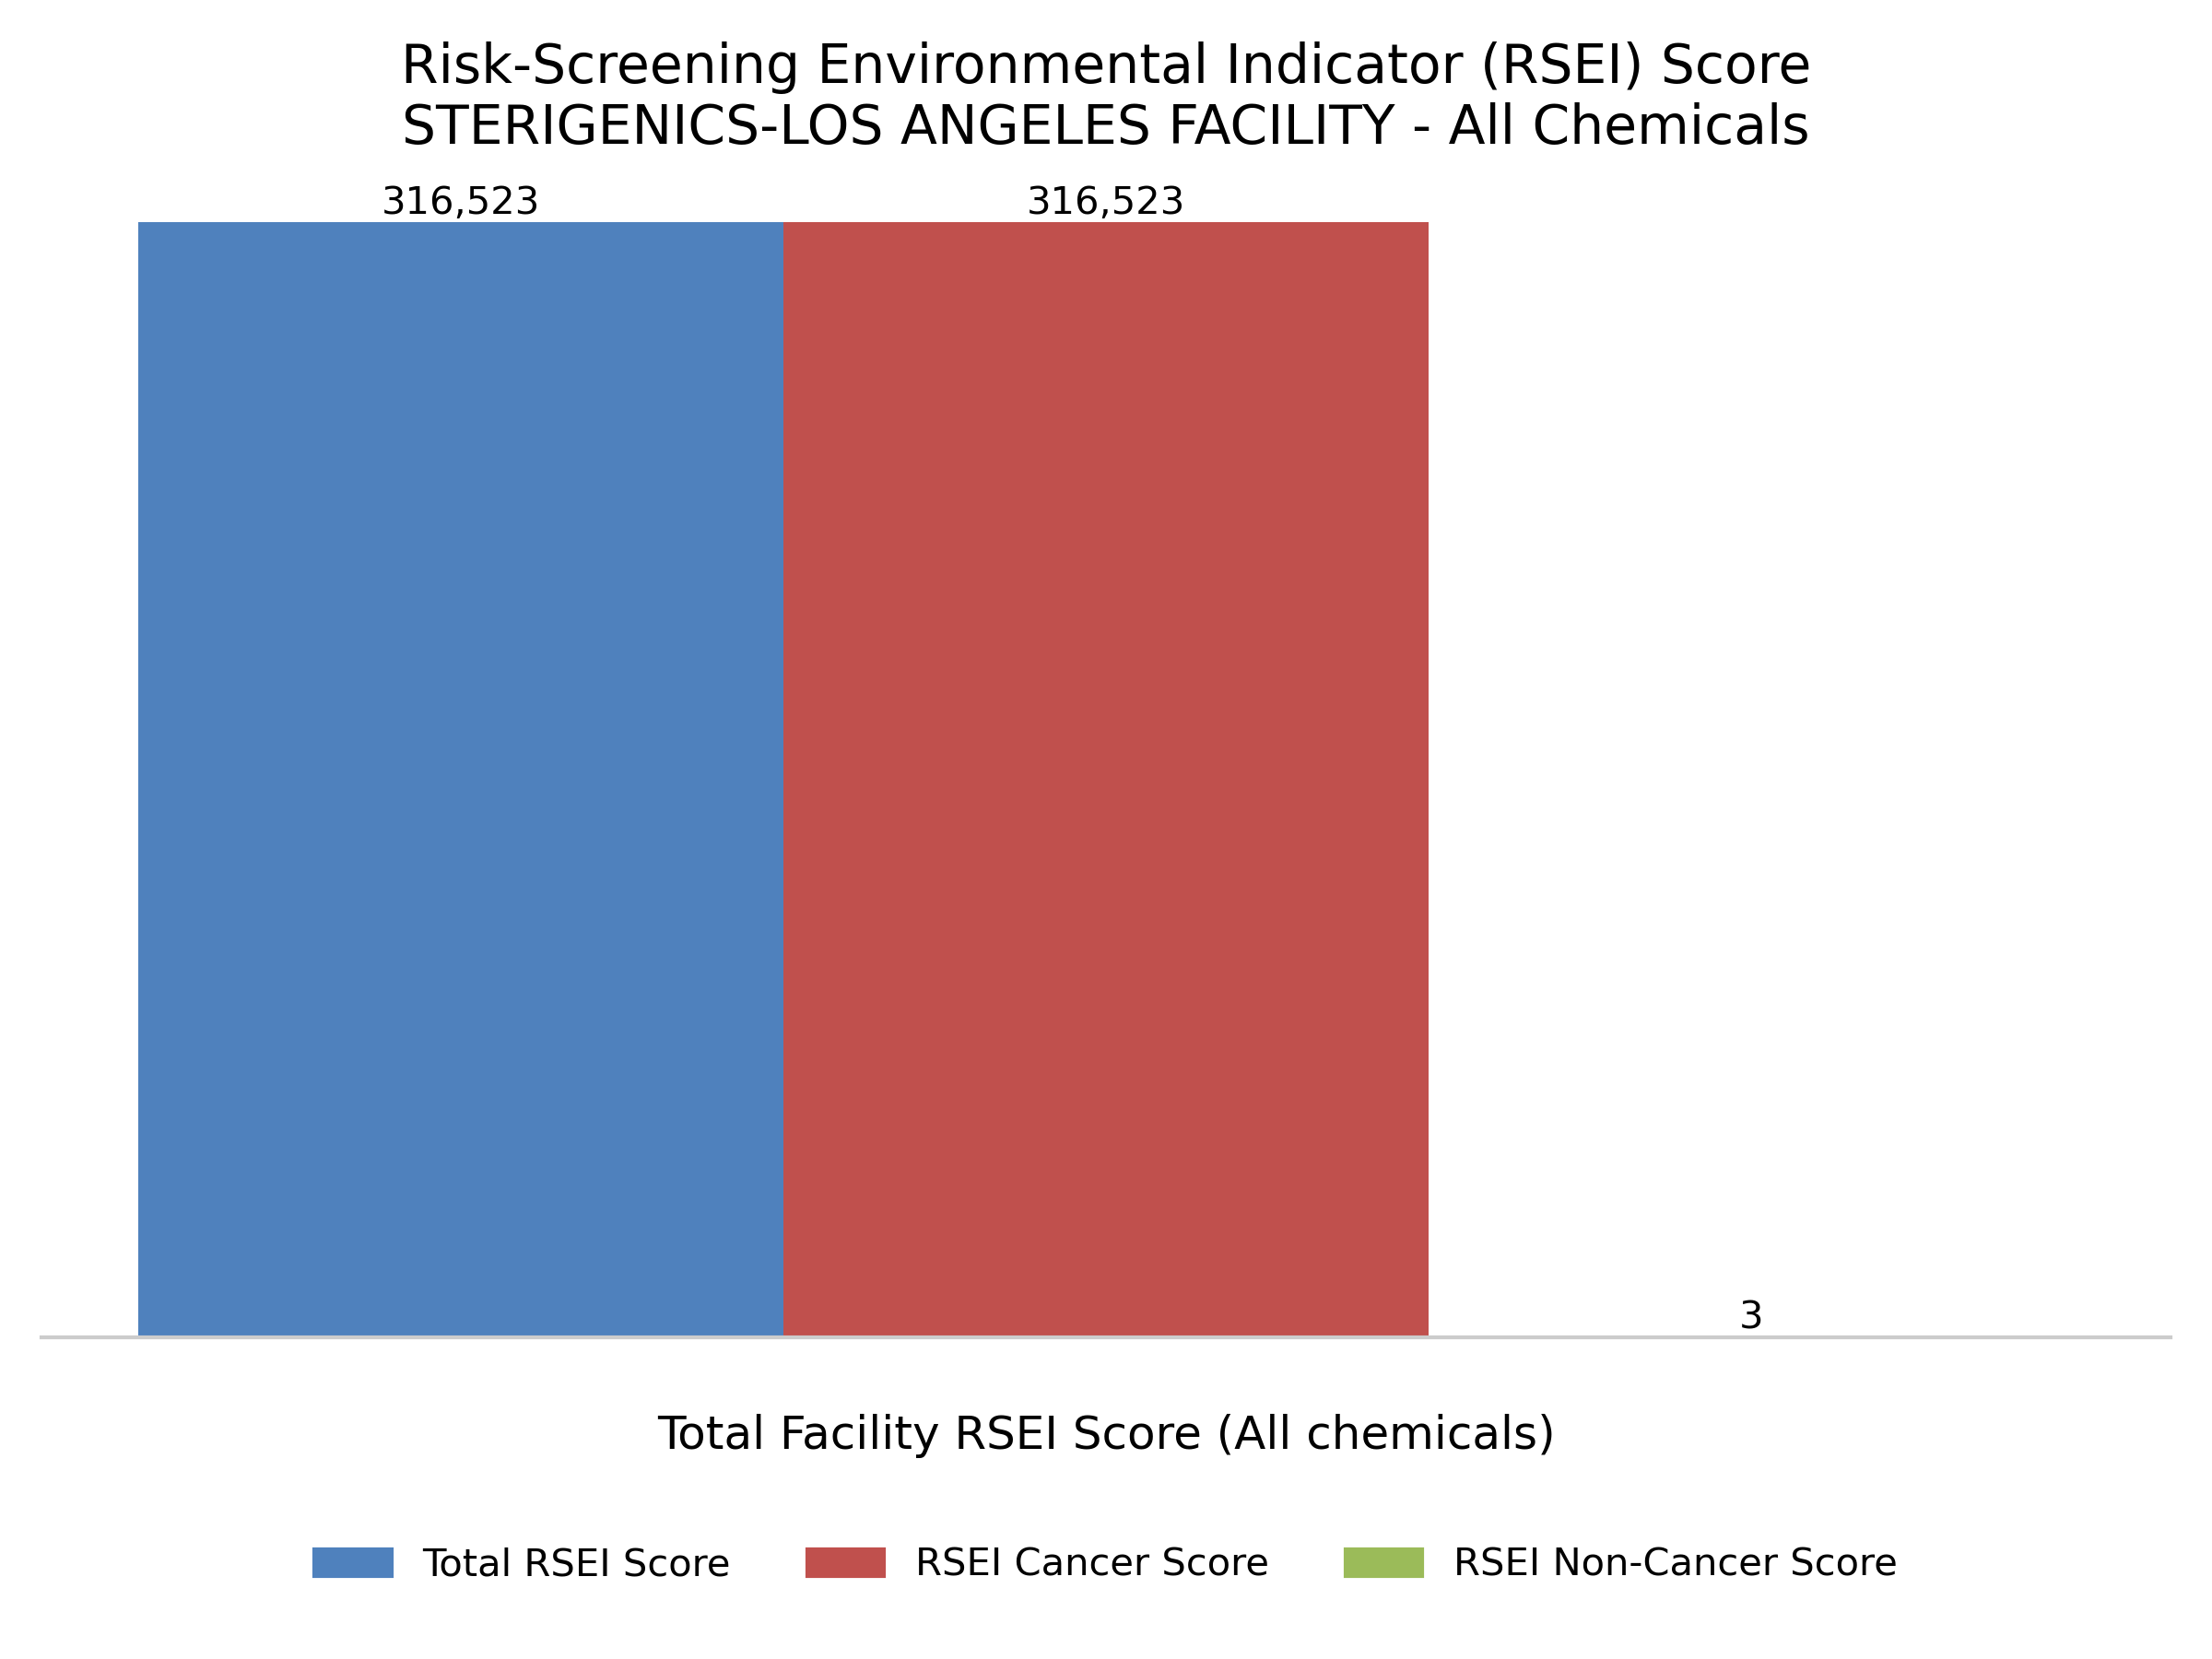 Risk-Screening Environmental Indicator (RSEI) Score
STERIGENICS-LOS ANGELES FACILITY - All Chemicals
316,523
316,523
3
Total Facility RSEI Score (All chemicals)
Total RSEI Score
RSEI Cancer Score
RSEI Non-Cancer Score